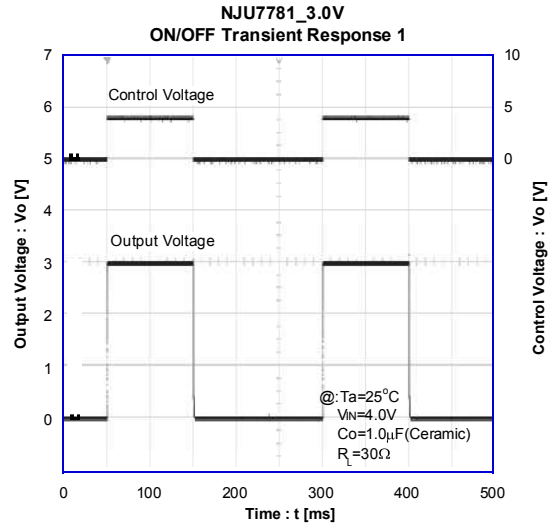 NJU7781_3.0V
ON/OFF Transient Response 1
7
6
5
4
3
2
1
0
10
5
0
Output Voltage : Vo [V]
Control Voltage : Vo [V]
Control Voltage
Output Voltage
@:Ta=25°C
VIN=4.0V
Co=1.0μF(Ceramic)
RL=30Ω
0 100 200 300 400 500
Time : t [ms]